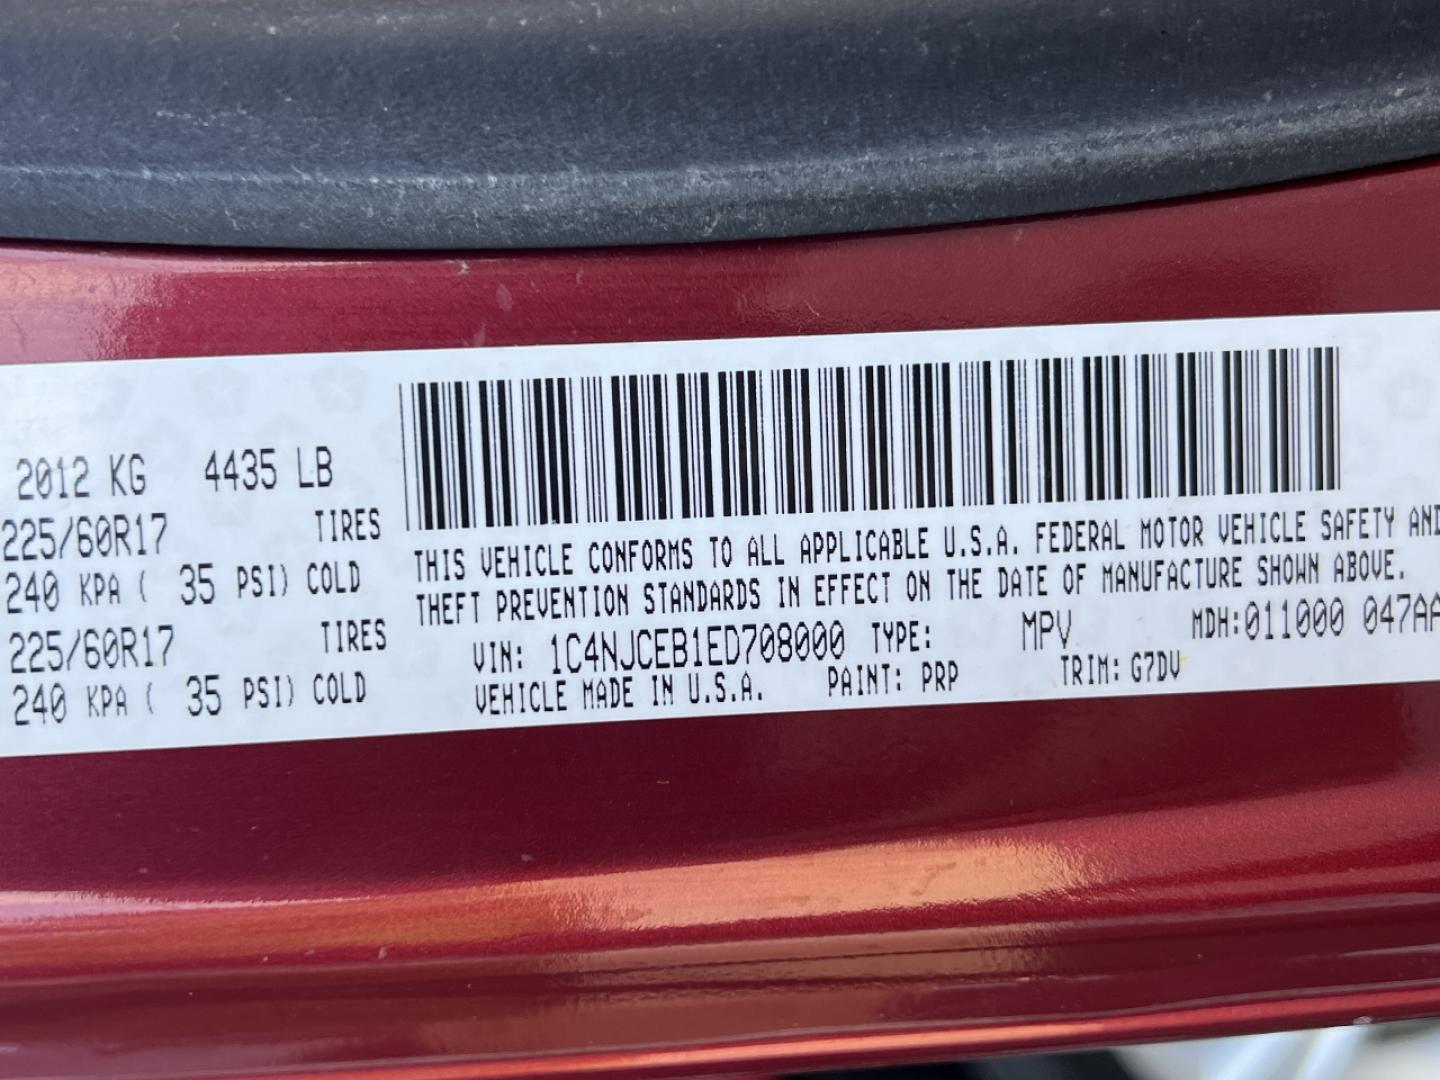 2012 KG 4435 LB
225/60R17 TIRES
240 KPA ( 35 PSI) COLD
225/60R17 TIRES
240 KPA ( 35 PSI) COLD
THIS VEHICLE CONFORMS TO ALL APPLICABLE U.S.A. FEDERAL MOTOR VEHICLE SAFETY AND
THEFT PREVENTION STANDARDS IN EFFECT ON THE DATE OF MANUFACTURE SHOWN ABOVE.
VIN: 1C4NJCEB1ED708000 TYPE: MPV MDH:011000 047AA
VEHICLE MADE IN U.S.A. PAINT: PRP TRIM: G7DV